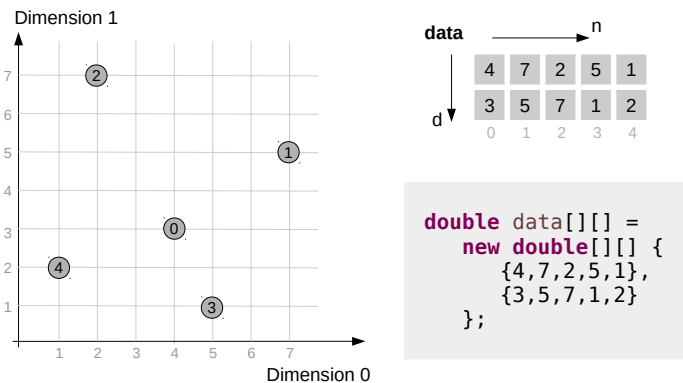 Dimension 1
7
6
5
4
3
2
1
2
1
0
4
3
1 2 3 4 5 6 7
Dimension 0
data
n
d
4 7 2 5 1
3 5 7 1 2
0 1 2 3 4
double data[][] =
new double[][] {
{4,7,2,5,1},
{3,5,7,1,2}
};